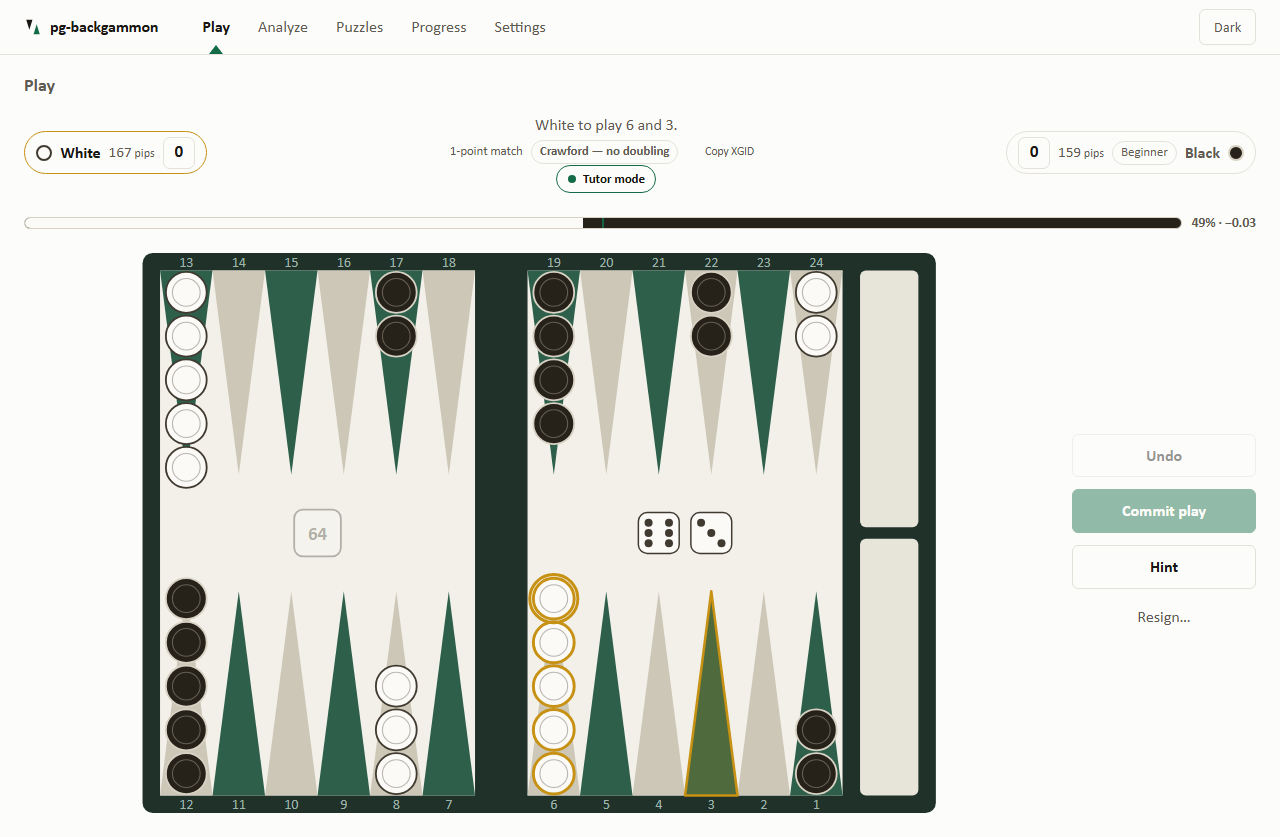 pg-backgammon Play Analyze Puzzles Progress Settings Dark
Play
White to play 6 and 3.
White 167 pips 0
1-point match Crawford — no doubling Copy XGID
0 159 pips Beginner Black
Tutor mode
49% · −0.03
13 14 15 16 17 18 19 20 21 22 23 24
64
Undo
Commit play
Hint
Resign...
12 11 10 9 8 7 6 5 4 3 2 1